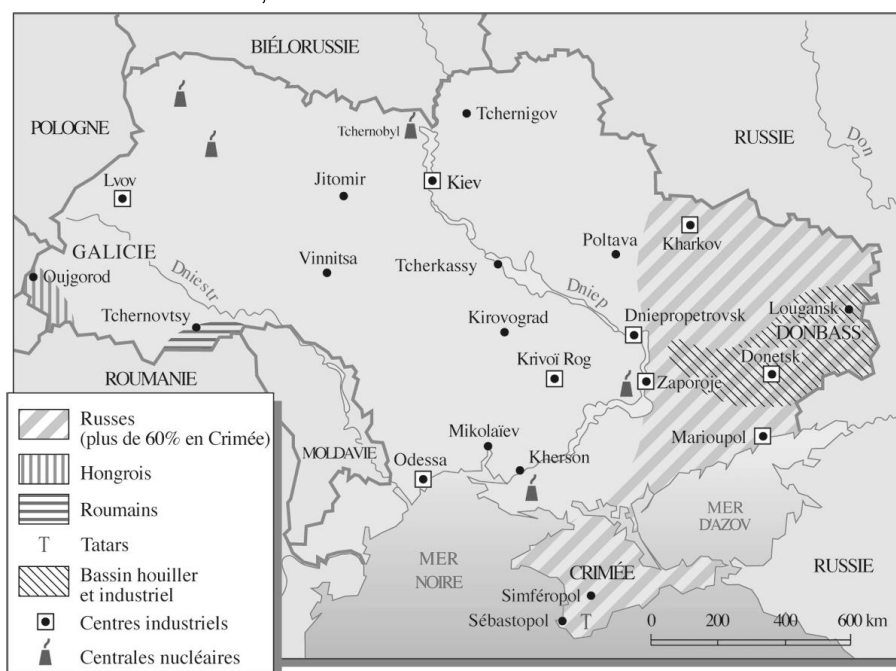 BIÉLORUSSIE
POLOGNE
Tchernobyl
Tchernigov
RUSSIE
Don
Lvov
Jitomir
Kiev
GALICIE
Oujgorod
Dniestr
Vinnitsa
Tcherkassy
Poltava
Kharkov
Dniep
Tchernovtsy
Kirovograd
Dniepropetrovsk
Lougansk
DONBASS
Donetsk
ROUMANIE
Krivoï Rog
Zaporoje
Marioupol
Mikolaïev
MOLDAVIE
Odessa
Kherson
MER
D'AZOV
MER
NOIRE
CRIMÉE
RUSSIE
Simféropol
Sébastopol
T
0 200 400 600 km
Russes
(plus de 60% en Crimée)
Hongrois
Roumains
T Tatars
Bassin houiller
et industriel
Centres industriels
Centrales nucléaires